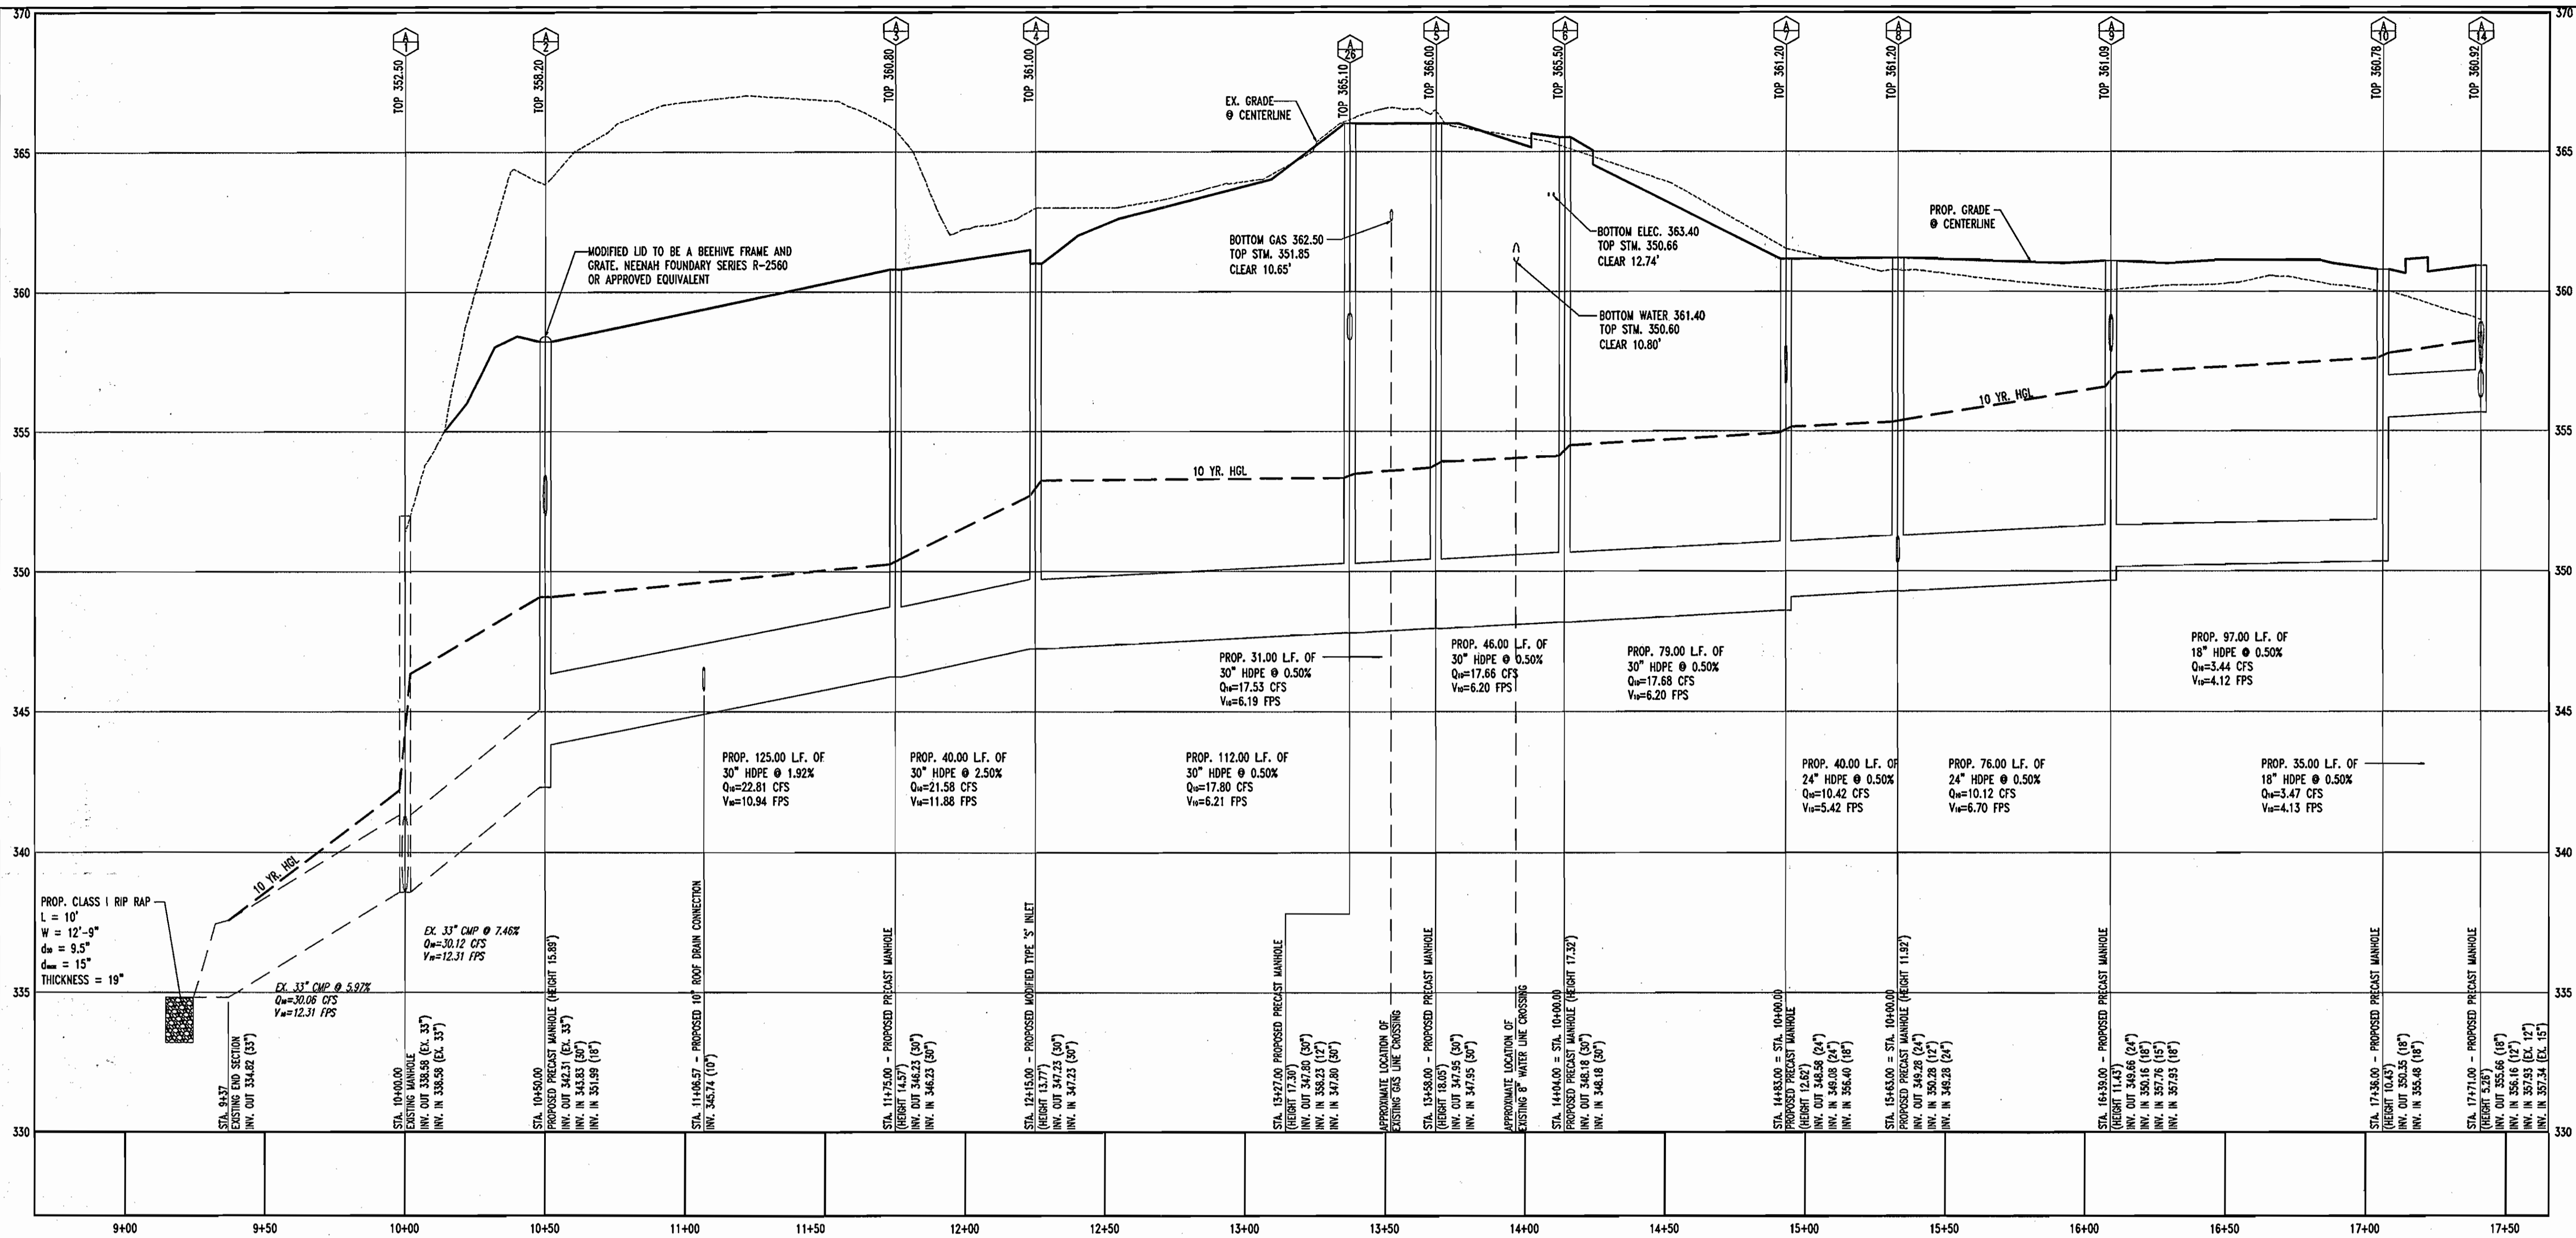 370
370
A
1
TOP 352.50
A
2
TOP 358.20
A
3
TOP 360.80
A
4
TOP 361.00
A
26
TOP 365.10
A
5
TOP 366.00
A
6
TOP 365.50
A
7
TOP 361.20
A
8
TOP 361.20
A
9
TOP 361.09
A
10
TOP 360.78
A
14
TOP 360.92
EX. GRADE
@ CENTERLINE
365
365
PROP. GRADE
@ CENTERLINE
MODIFIED LID TO BE A BEEHIVE FRAME AND
GRATE. NEENAH FOUNDARY SERIES R-2560
OR APPROVED EQUIVALENT
BOTTOM GAS 362.50
TOP STM. 351.85
CLEAR 10.65'
BOTTOM ELEC. 363.40
TOP STM. 350.66
CLEAR 12.74'
BOTTOM WATER 361.40
TOP STM. 350.60
CLEAR 10.80'
360
360
355
355
10 YR. HGL
10 YR. HGL
350
350
345
345
PROP. 31.00 L.F. OF
30" HDPE @ 0.50%
Q₁₀=17.53 CFS
V₁₀=6.19 FPS
PROP. 46.00 L.F. OF
30" HDPE @ 0.50%
Q₁₀=17.66 CFS
V₁₀=6.20 FPS
PROP. 79.00 L.F. OF
30" HDPE @ 0.50%
Q₁₀=17.68 CFS
V₁₀=6.20 FPS
PROP. 97.00 L.F. OF
18" HDPE @ 0.50%
Q₁₀=3.44 CFS
V₁₀=4.12 FPS
PROP. 125.00 L.F. OF
30" HDPE @ 1.92%
Q₁₀=22.81 CFS
V₁₀=10.94 FPS
PROP. 40.00 L.F. OF
30" HDPE @ 2.50%
Q₁₀=21.58 CFS
V₁₀=11.88 FPS
PROP. 112.00 L.F. OF
30" HDPE @ 0.50%
Q₁₀=17.80 CFS
V₁₀=6.21 FPS
PROP. 40.00 L.F. OF
24" HDPE @ 0.50%
Q₁₀=10.42 CFS
V₁₀=5.42 FPS
PROP. 76.00 L.F. OF
24" HDPE @ 0.50%
Q₁₀=10.12 CFS
V₁₀=6.70 FPS
PROP. 35.00 L.F. OF
18" HDPE @ 0.50%
Q₁₀=3.47 CFS
V₁₀=4.13 FPS
340
340
10 YR. HGL
PROP. CLASS I RIP RAP
L = 10'
W = 12'-9"
d₅₀ = 9.5"
dmax = 15"
THICKNESS = 19"
EX. 33" CMP @ 7.46%
Q₁₀=30.12 CFS
V₁₀=12.31 FPS
EX. 33" CMP @ 5.97%
Q₁₀=30.06 CFS
V₁₀=12.31 FPS
335
335
STA. 9+37
EXISTING END SECTION
INV. OUT 334.82 (33")
STA. 10+00.00
EXISTING MANHOLE
INV. OUT 338.58 (EX. 33")
INV. IN 338.58 (EX. 33")
STA. 10+50.00
PROPOSED PRECAST MANHOLE (HEIGHT 15.89')
INV. OUT 342.31 (EX. 33")
INV. IN 343.83 (30")
INV. IN 351.99 (18")
STA. 11+06.57 - PROPOSED 10" ROOF DRAIN CONNECTION
INV. 345.74 (10")
STA. 11+75.00 - PROPOSED PRECAST MANHOLE
(HEIGHT 14.57')
INV. OUT 346.23 (30")
INV. IN 346.23 (30")
STA. 12+15.00 - PROPOSED MODIFIED TYPE 'S' INLET
(HEIGHT 13.77')
INV. OUT 347.23 (30")
INV. IN 347.23 (30")
STA. 13+27.00 PROPOSED PRECAST MANHOLE
(HEIGHT 17.30')
INV. OUT 347.80 (30")
INV. IN 358.23 (12")
INV. IN 347.80 (30")
APPROXIMATE LOCATION OF
EXISTING GAS LINE CROSSING
STA. 13+58.00 - PROPOSED PRECAST MANHOLE
(HEIGHT 18.05')
INV. OUT 347.95 (30")
INV. IN 347.95 (30")
APPROXIMATE LOCATION OF
EXISTING 8" WATER LINE CROSSING
STA. 14+04.00 = STA. 10+00.00
PROPOSED PRECAST MANHOLE (HEIGHT 17.32')
INV. OUT 348.18 (30")
INV. IN 348.18 (30")
STA. 14+83.00 = STA. 10+00.00
PROPOSED PRECAST MANHOLE
(HEIGHT 12.62')
INV. OUT 348.58 (24")
INV. IN 349.08 (24")
INV. IN 356.40 (18")
STA. 15+63.00 = STA. 10+00.00
PROPOSED PRECAST MANHOLE (HEIGHT 11.92')
INV. OUT 349.28 (24")
INV. IN 350.28 (12")
INV. IN 349.28 (24")
STA. 16+39.00 - PROPOSED PRECAST MANHOLE
(HEIGHT 11.43')
INV. OUT 349.66 (24")
INV. IN 350.16 (18")
INV. IN 357.76 (15")
INV. IN 357.93 (18")
STA. 17+36.00 - PROPOSED PRECAST MANHOLE
(HEIGHT 10.43')
INV. OUT 350.35 (18")
INV. IN 355.48 (18")
STA. 17+71.00 - PROPOSED PRECAST MANHOLE
(HEIGHT 5.26')
INV. OUT 355.66 (18")
INV. IN 356.16 (12")
INV. IN 357.93 (EX. 12")
INV. IN 357.34 (EX. 15")
330
330
9+00
9+50
10+00
10+50
11+00
11+50
12+00
12+50
13+00
13+50
14+00
14+50
15+00
15+50
16+00
16+50
17+00
17+50